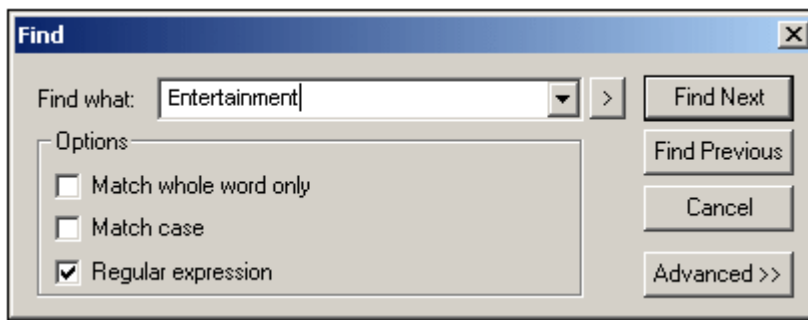 Find
Find what: Entertainment >
Find Next
Options
Find Previous
Match whole word only
Cancel
Match case
Regular expression
Advanced >>